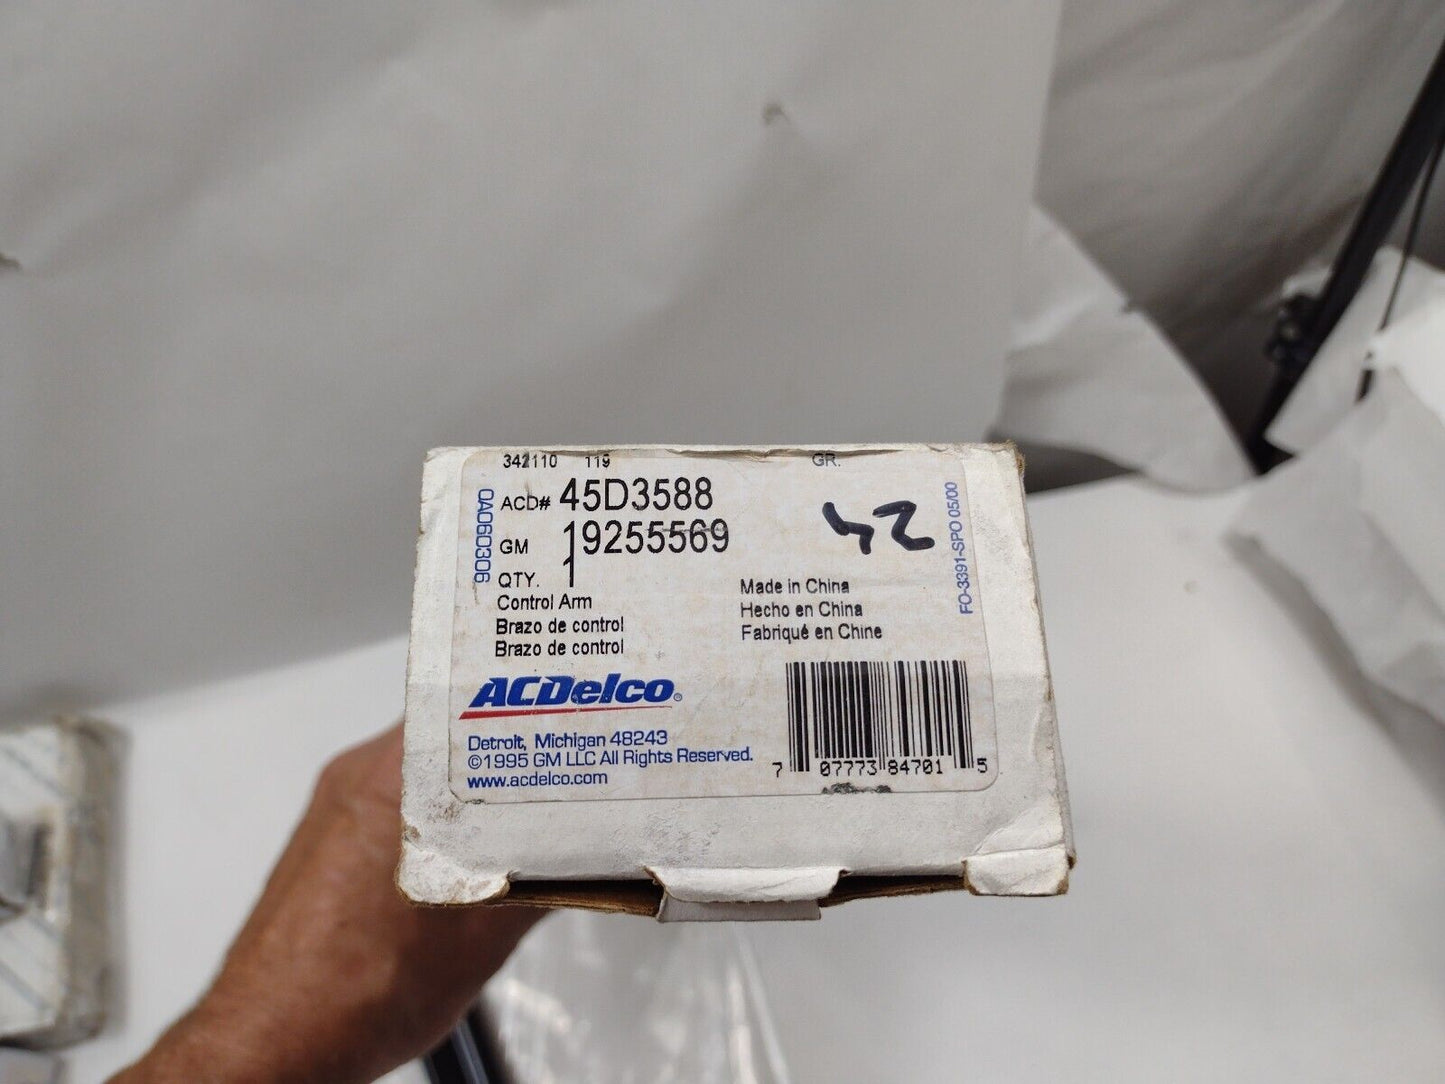 342110 119 GR.
ACD# 45D3588
GM 19255569
QTY. 1
Control Arm
Brazo de control
Brazo de control
Made in China
Hecho en China
Fabriqué en Chine
42
OA060306
FO-3391-SPO 05/00
ACDelco®
Detroit, Michigan 48243
©1995 GM LLC All Rights Reserved.
www.acdelco.com
7 07773 84701 5